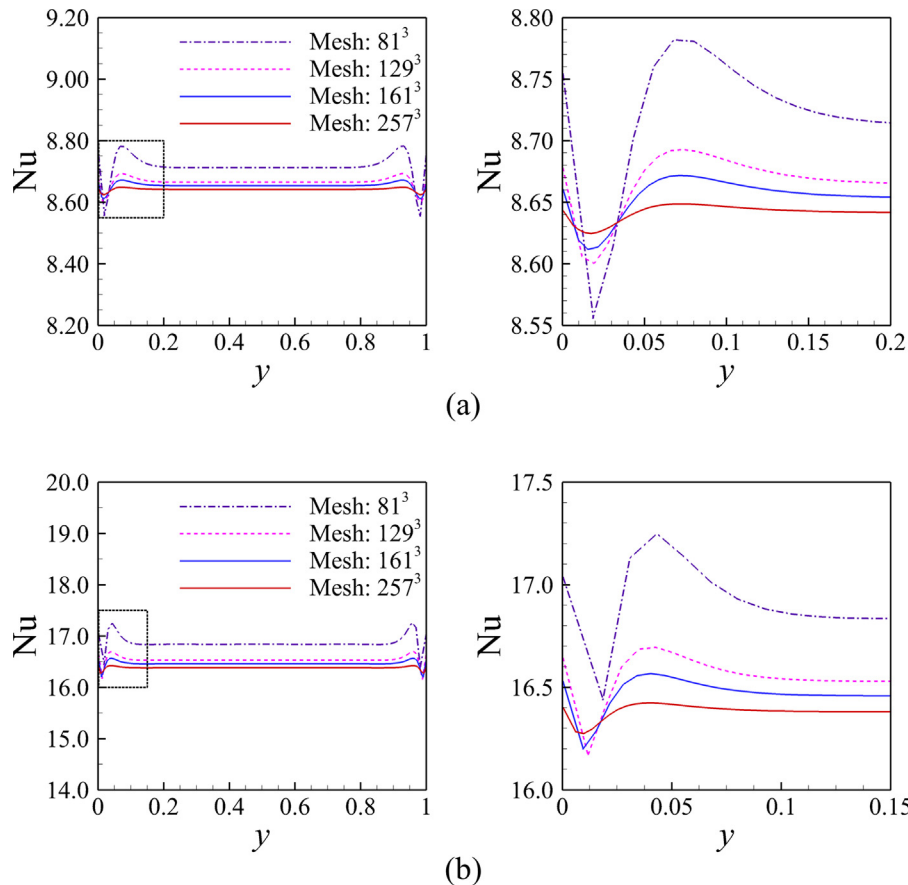 9.20
9.00
8.80
8.60
8.40
8.20
Nu
Mesh: 81³
Mesh: 129³
Mesh: 161³
Mesh: 257³
0 0.2 0.4 0.6 0.8 1
y
8.80
8.75
8.70
8.65
8.60
8.55
Nu
0 0.05 0.1 0.15 0.2
y
(a)
20.0
19.0
18.0
17.0
16.0
15.0
14.0
Nu
Mesh: 81³
Mesh: 129³
Mesh: 161³
Mesh: 257³
0 0.2 0.4 0.6 0.8 1
y
17.5
17.0
16.5
16.0
Nu
0 0.05 0.1 0.15
y
(b)